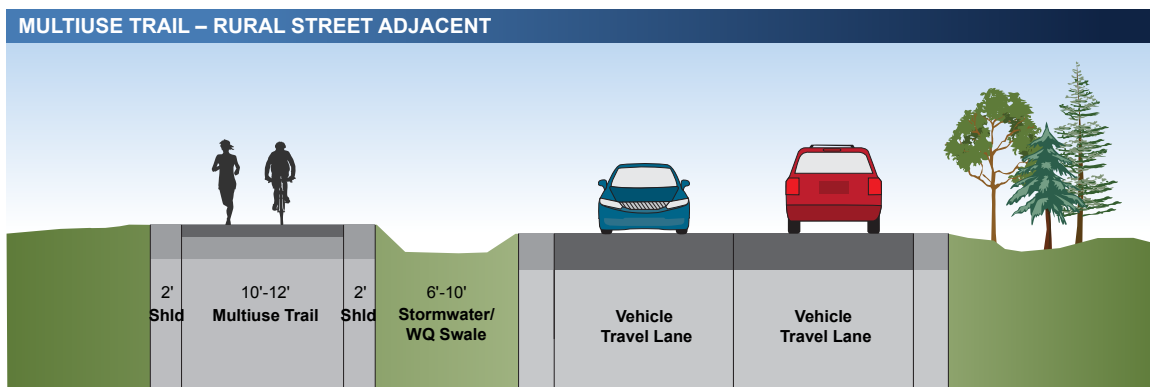 MULTIUSE TRAIL – RURAL STREET ADJACENT
2'
Shld
10'-12'
Multiuse Trail
2'
Shld
6'-10'
Stormwater/
WQ Swale
Vehicle
Travel Lane
Vehicle
Travel Lane